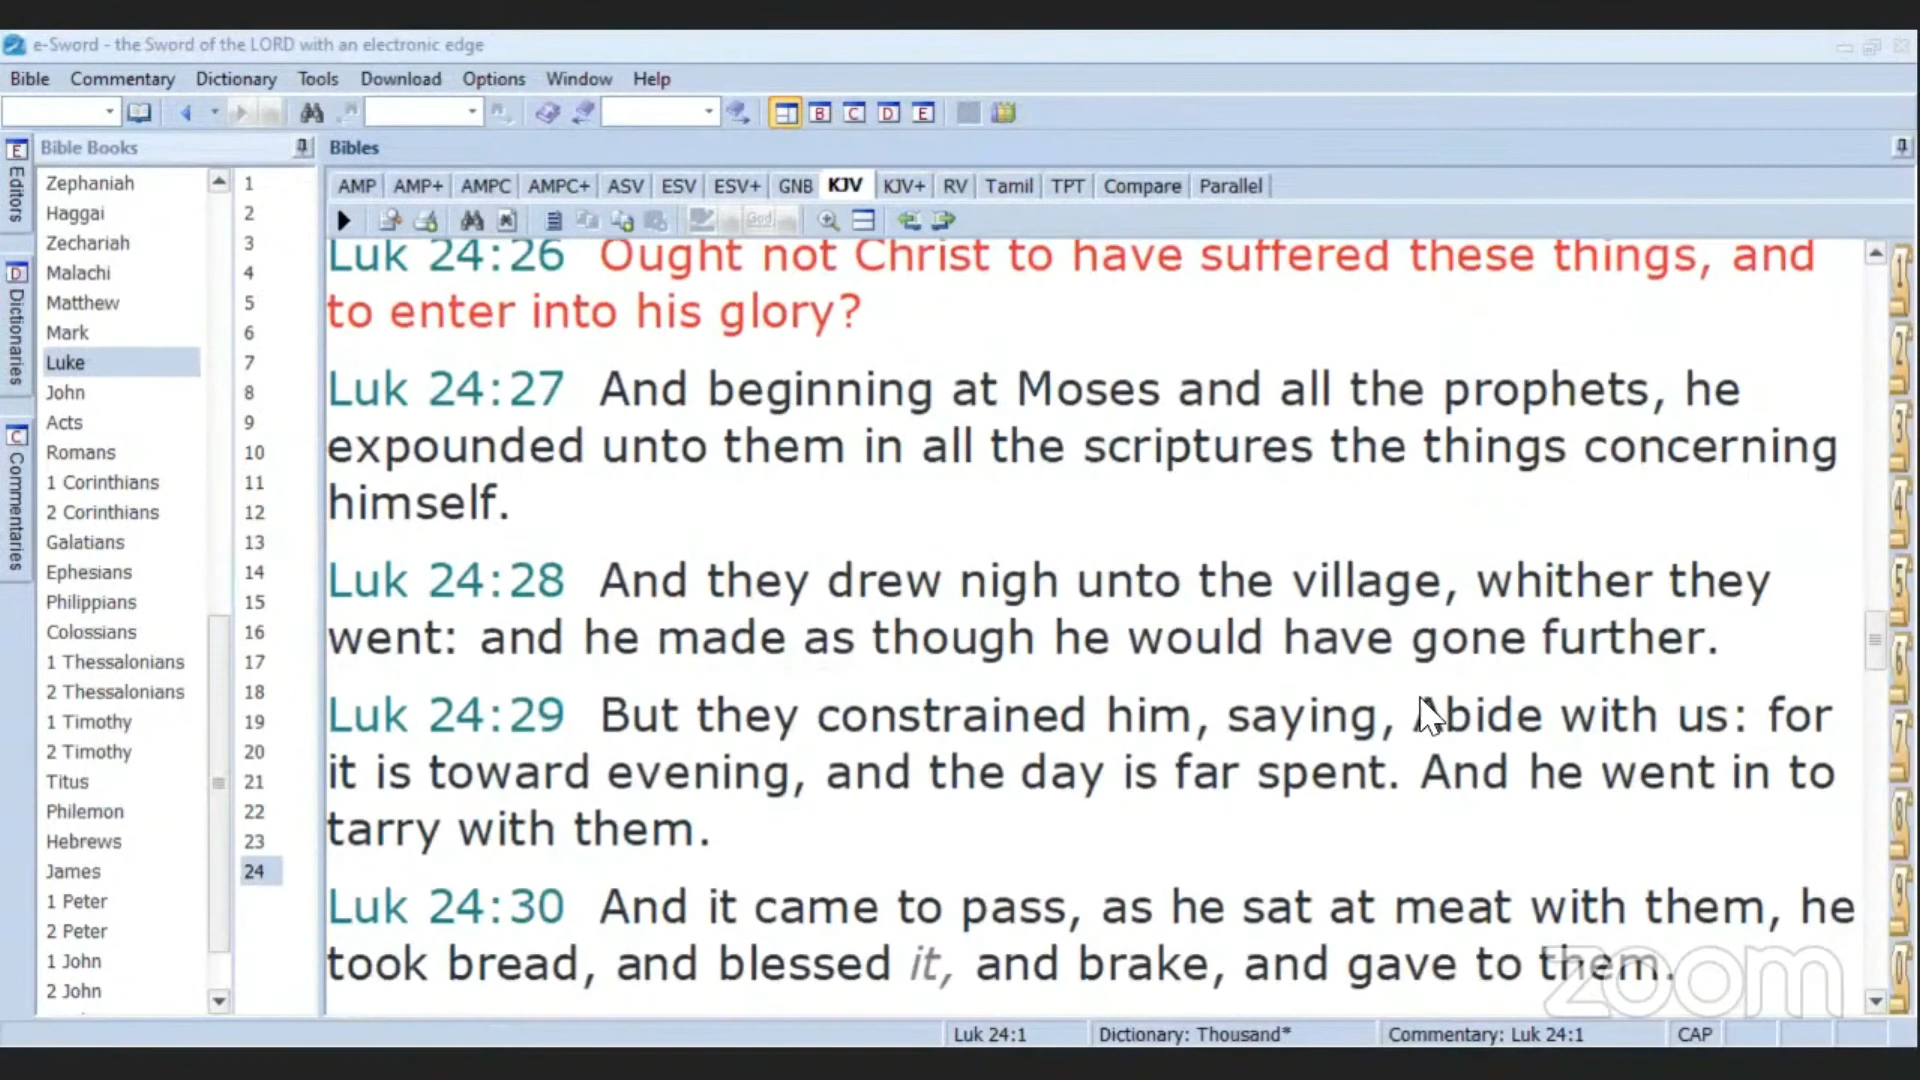 e-Sword - the Sword of the LORD with an electronic edge
Bible Commentary Dictionary Tools Download Options Window Help
B C D E
E Editors
D Dictionaries
C Commentaries
Bible Books
Zephaniah
Haggai
Zechariah
Malachi
Matthew
Mark
Luke
John
Acts
Romans
1 Corinthians
2 Corinthians
Galatians
Ephesians
Philippians
Colossians
1 Thessalonians
2 Thessalonians
1 Timothy
2 Timothy
Titus
Philemon
Hebrews
James
1 Peter
2 Peter
1 John
2 John
1
2
3
4
5
6
7
8
9
10
11
12
13
14
15
16
17
18
19
20
21
22
23
24
Bibles
AMP AMP+ AMPC AMPC+ ASV ESV ESV+ GNB KJV KJV+ RV Tamil TPT Compare Parallel
God
Luk 24:26 Ought not Christ to have suffered these things, and
to enter into his glory?
Luk 24:27 And beginning at Moses and all the prophets, he
expounded unto them in all the scriptures the things concerning
himself.
Luk 24:28 And they drew nigh unto the village, whither they
went: and he made as though he would have gone further.
Luk 24:29 But they constrained him, saying, Abide with us: for
it is toward evening, and the day is far spent. And he went in to
tarry with them.
Luk 24:30 And it came to pass, as he sat at meat with them, he
took bread, and blessed it, and brake, and gave to them.
1
2
3
4
5
6
7
8
9
0
zoom
Luk 24:1 Dictionary: Thousand* Commentary: Luk 24:1 CAP